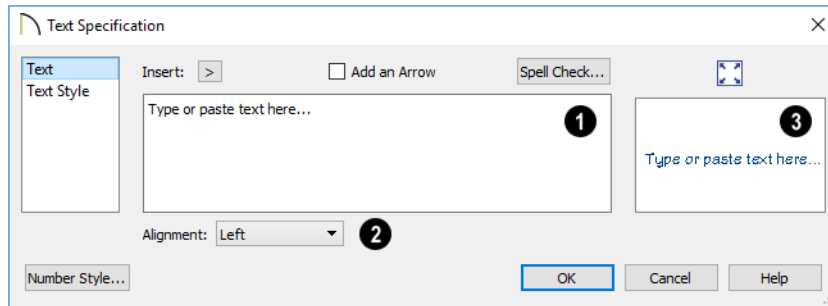 Text Specification
Text
Text Style
Insert: >
Add an Arrow
Spell Check...
Type or paste text here...
1
3
Type or paste text here...
Alignment: Left
2
Number Style...
OK
Cancel
Help